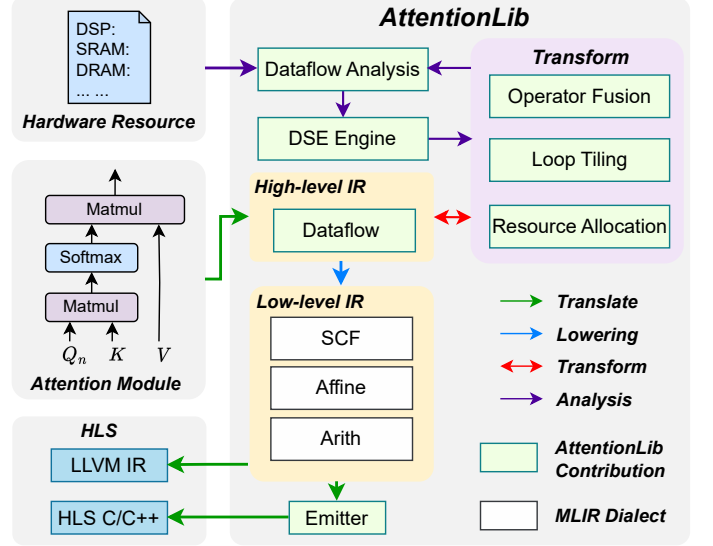 AttentionLib
DSP:
SRAM:
DRAM:
... ...
Hardware Resource
Dataflow Analysis
DSE Engine
Transform
Operator Fusion
Loop Tiling
Resource Allocation
Matmul
Softmax
Matmul
Qn K V
Attention Module
High-level IR
Dataflow
Low-level IR
SCF
Affine
Arith
Translate
Lowering
Transform
Analysis
AttentionLib
Contribution
MLIR Dialect
HLS
LLVM IR
HLS C/C++
Emitter